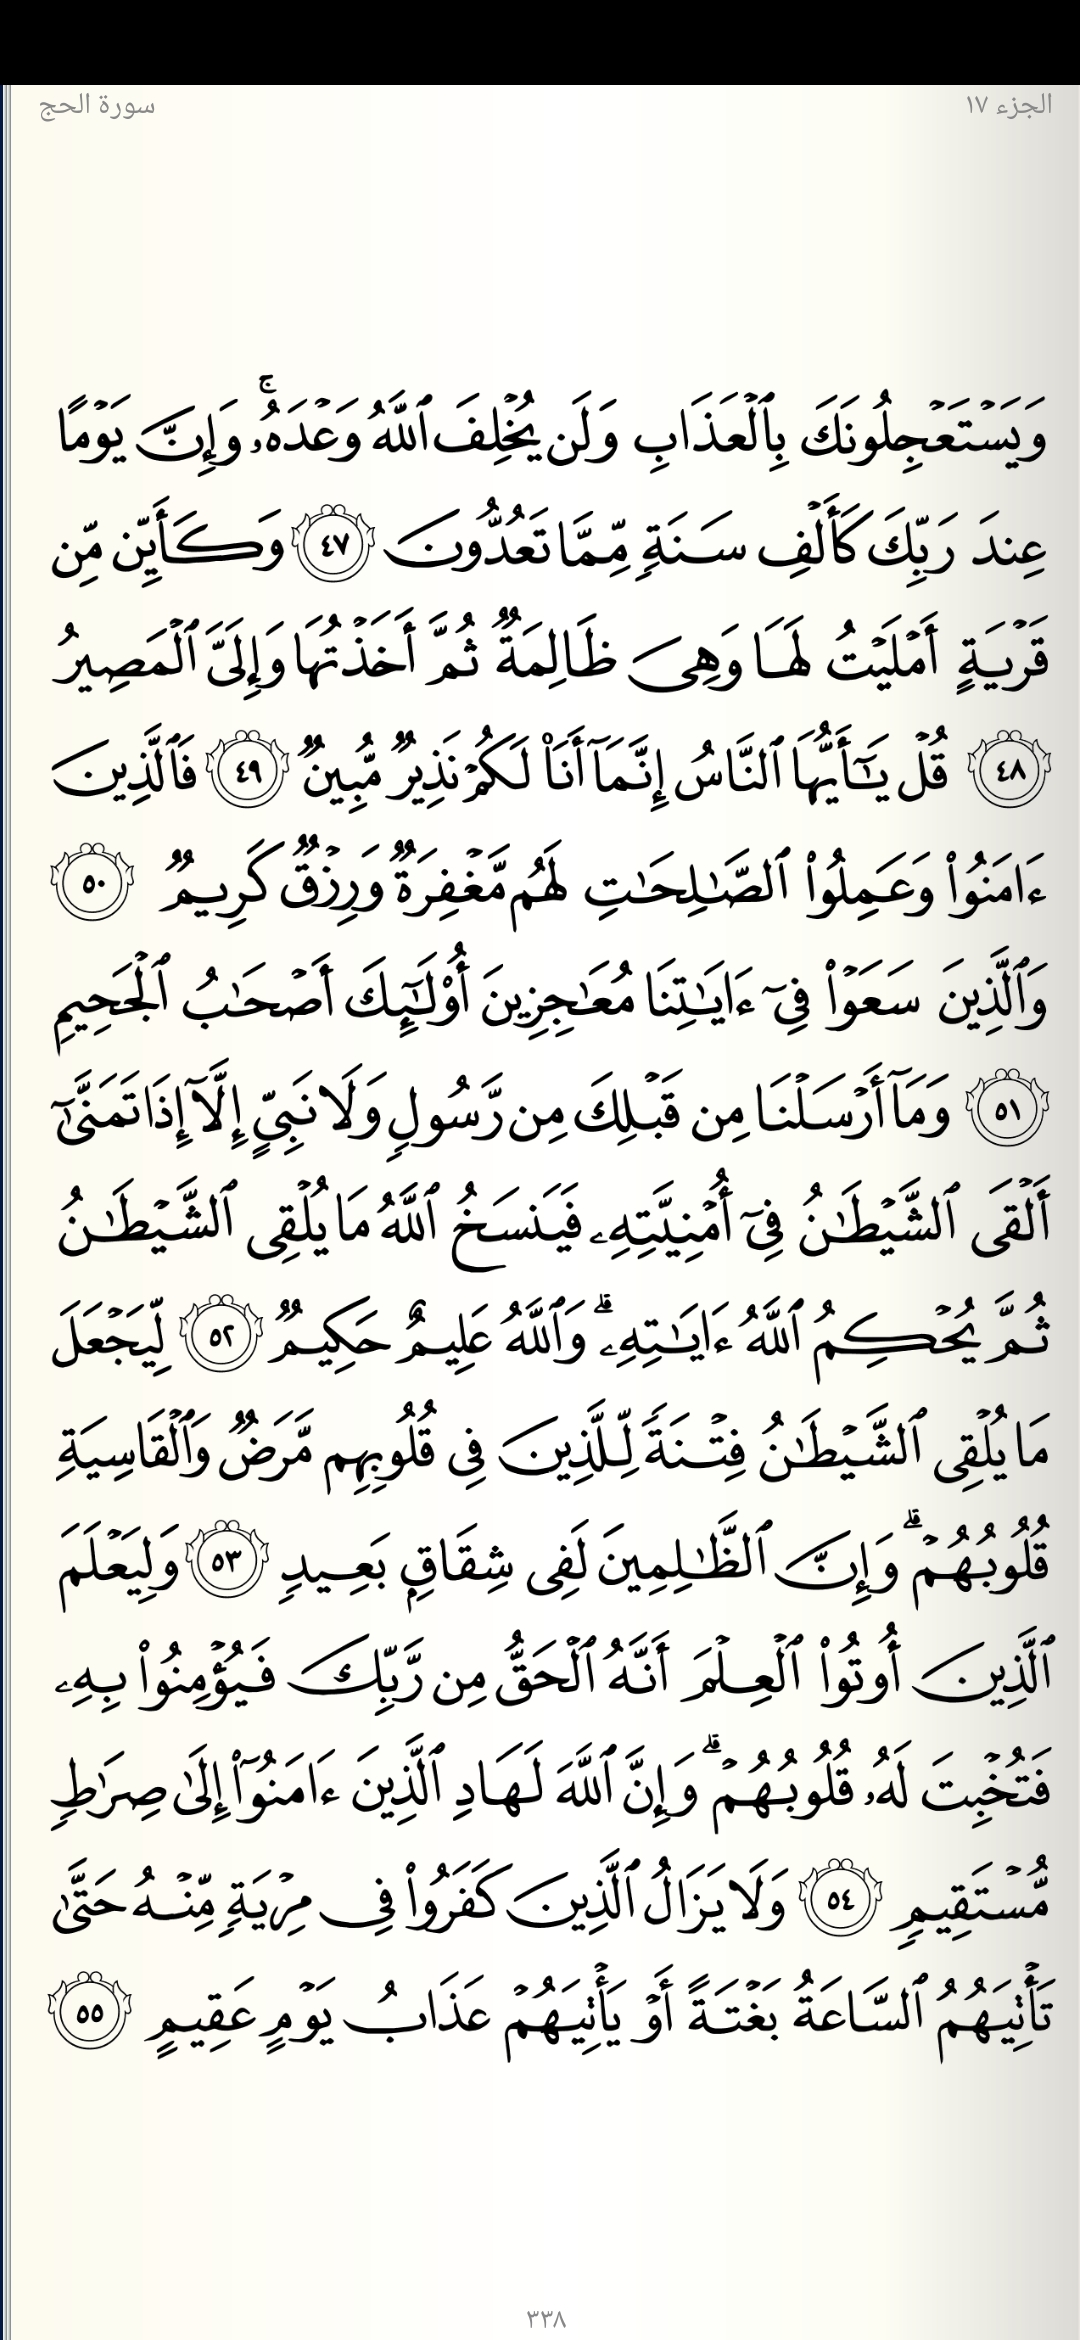 الجزء ١٧
سورة الحج
وَيَسۡتَعۡجِلُونَكَ بِٱلۡعَذَابِ وَلَن يُخۡلِفَ ٱللَّهُ وَعۡدَهُۥۚ وَإِنَّ يَوۡمًا
عِندَ رَبِّكَ كَأَلۡفِ سَنَةٖ مِّمَّا تَعُدُّونَ ٤٧ وَكَأَيِّن مِّن
قَرۡيَةٍ أَمۡلَيۡتُ لَهَا وَهِيَ ظَالِمَةٞ ثُمَّ أَخَذۡتُهَا وَإِلَيَّ ٱلۡمَصِيرُ
٤٨ قُلۡ يَٰٓأَيُّهَا ٱلنَّاسُ إِنَّمَآ أَنَا۠ لَكُمۡ نَذِيرٞ مُّبِينٞ ٤٩ فَٱلَّذِينَ
ءَامَنُواْ وَعَمِلُواْ ٱلصَّٰلِحَٰتِ لَهُم مَّغۡفِرَةٞ وَرِزۡقٞ كَرِيمٞ ٥٠
وَٱلَّذِينَ سَعَوۡاْ فِيٓ ءَايَٰتِنَا مُعَٰجِزِينَ أُوْلَٰٓئِكَ أَصۡحَٰبُ ٱلۡجَحِيمِ
٥١ وَمَآ أَرۡسَلۡنَا مِن قَبۡلِكَ مِن رَّسُولٖ وَلَا نَبِيٍّ إِلَّآ إِذَا تَمَنَّىٰٓ
أَلۡقَى ٱلشَّيۡطَٰنُ فِيٓ أُمۡنِيَّتِهِۦ فَيَنسَخُ ٱللَّهُ مَا يُلۡقِي ٱلشَّيۡطَٰنُ
ثُمَّ يُحۡكِمُ ٱللَّهُ ءَايَٰتِهِۦۗ وَٱللَّهُ عَلِيمٌ حَكِيمٞ ٥٢ لِّيَجۡعَلَ
مَا يُلۡقِي ٱلشَّيۡطَٰنُ فِتۡنَةٗ لِّلَّذِينَ فِي قُلُوبِهِم مَّرَضٞ وَٱلۡقَاسِيَةِ
قُلُوبُهُمۡۗ وَإِنَّ ٱلظَّٰلِمِينَ لَفِي شِقَاقِۭ بَعِيدٖ ٥٣ وَلِيَعۡلَمَ
ٱلَّذِينَ أُوتُواْ ٱلۡعِلۡمَ أَنَّهُ ٱلۡحَقُّ مِن رَّبِّكَ فَيُؤۡمِنُواْ بِهِۦ
فَتُخۡبِتَ لَهُۥ قُلُوبُهُمۡۗ وَإِنَّ ٱللَّهَ لَهَادِ ٱلَّذِينَ ءَامَنُوٓاْ إِلَىٰ صِرَٰطٖ
مُّسۡتَقِيمٖ ٥٤ وَلَا يَزَالُ ٱلَّذِينَ كَفَرُواْ فِي مِرۡيَةٖ مِّنۡهُ حَتَّىٰ
تَأۡتِيَهُمُ ٱلسَّاعَةُ بَغۡتَةً أَوۡ يَأۡتِيَهُمۡ عَذَابُ يَوۡمٍ عَقِيمٍ ٥٥
٣٣٨